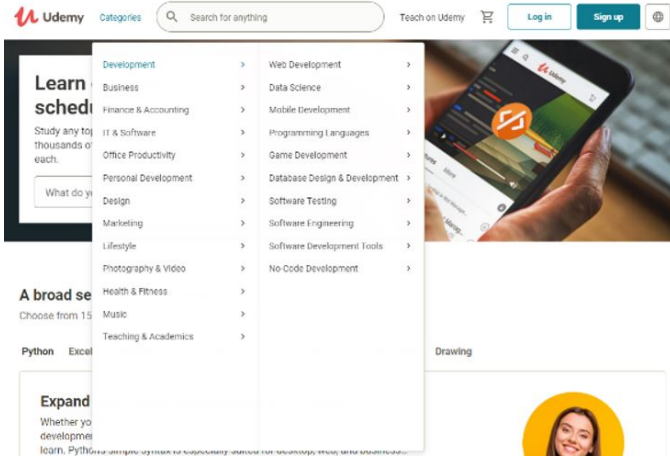 Udemy
Categories
Search for anything
Teach on Udemy
Log in
Sign up
Development
Business
Finance & Accounting
IT & Software
Office Productivity
Personal Development
Design
Marketing
Lifestyle
Photography & Video
Health & Fitness
Music
Teaching & Academics
Web Development
Data Science
Mobile Development
Programming Languages
Game Development
Database Design & Development
Software Testing
Software Engineering
Software Development Tools
No-Code Development
Learn
sched
Study any to
thousands o
each.
What do y
Udemy
A broad se
Choose from 15
Python Excel Drawing
Expand
Whether yo
developmen
learn. Python's simple syntax is especially suited for desktop, web, and business...